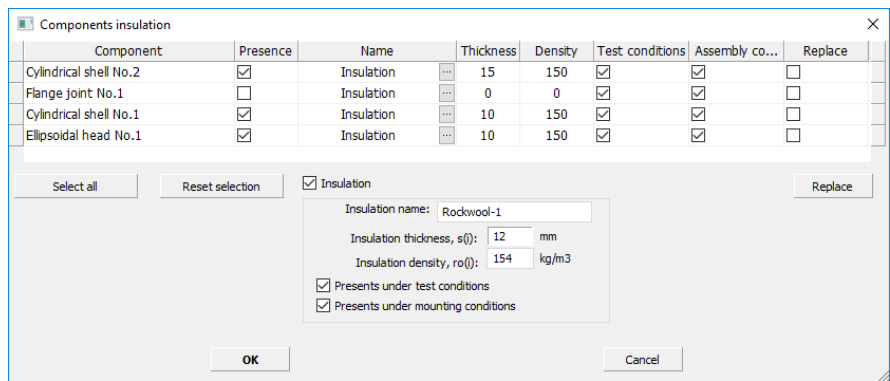 Components insulation
Component Presence Name Thickness Density Test conditions Assembly co... Replace
Cylindrical shell No.2 Insulation ... 15 150
Flange joint No.1 Insulation ... 0 0
Cylindrical shell No.1 Insulation ... 10 150
Ellipsoidal head No.1 Insulation ... 10 150
Select all Reset selection Insulation Replace
Insulation name: Rockwool-1
Insulation thickness, s(i): 12 mm
Insulation density, ro(i): 154 kg/m3
Presents under test conditions
Presents under mounting conditions
OK Cancel